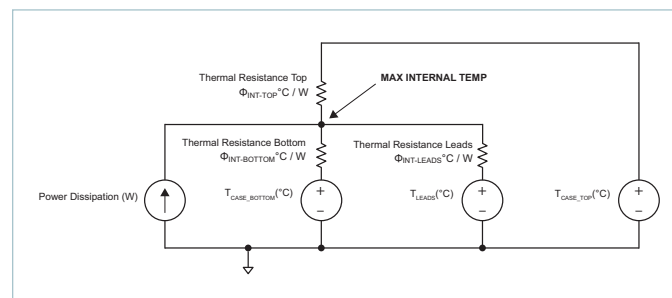 Thermal Resistance Top
ΦINT-TOP°C / W
MAX INTERNAL TEMP
Thermal Resistance Bottom
ΦINT-BOTTOM°C / W
Thermal Resistance Leads
ΦINT-LEADS°C / W
Power Dissipation (W)
TCASE_BOTTOM(°C)
+
–
TLEADS(°C)
+
–
TCASE_TOP(°C)
+
–